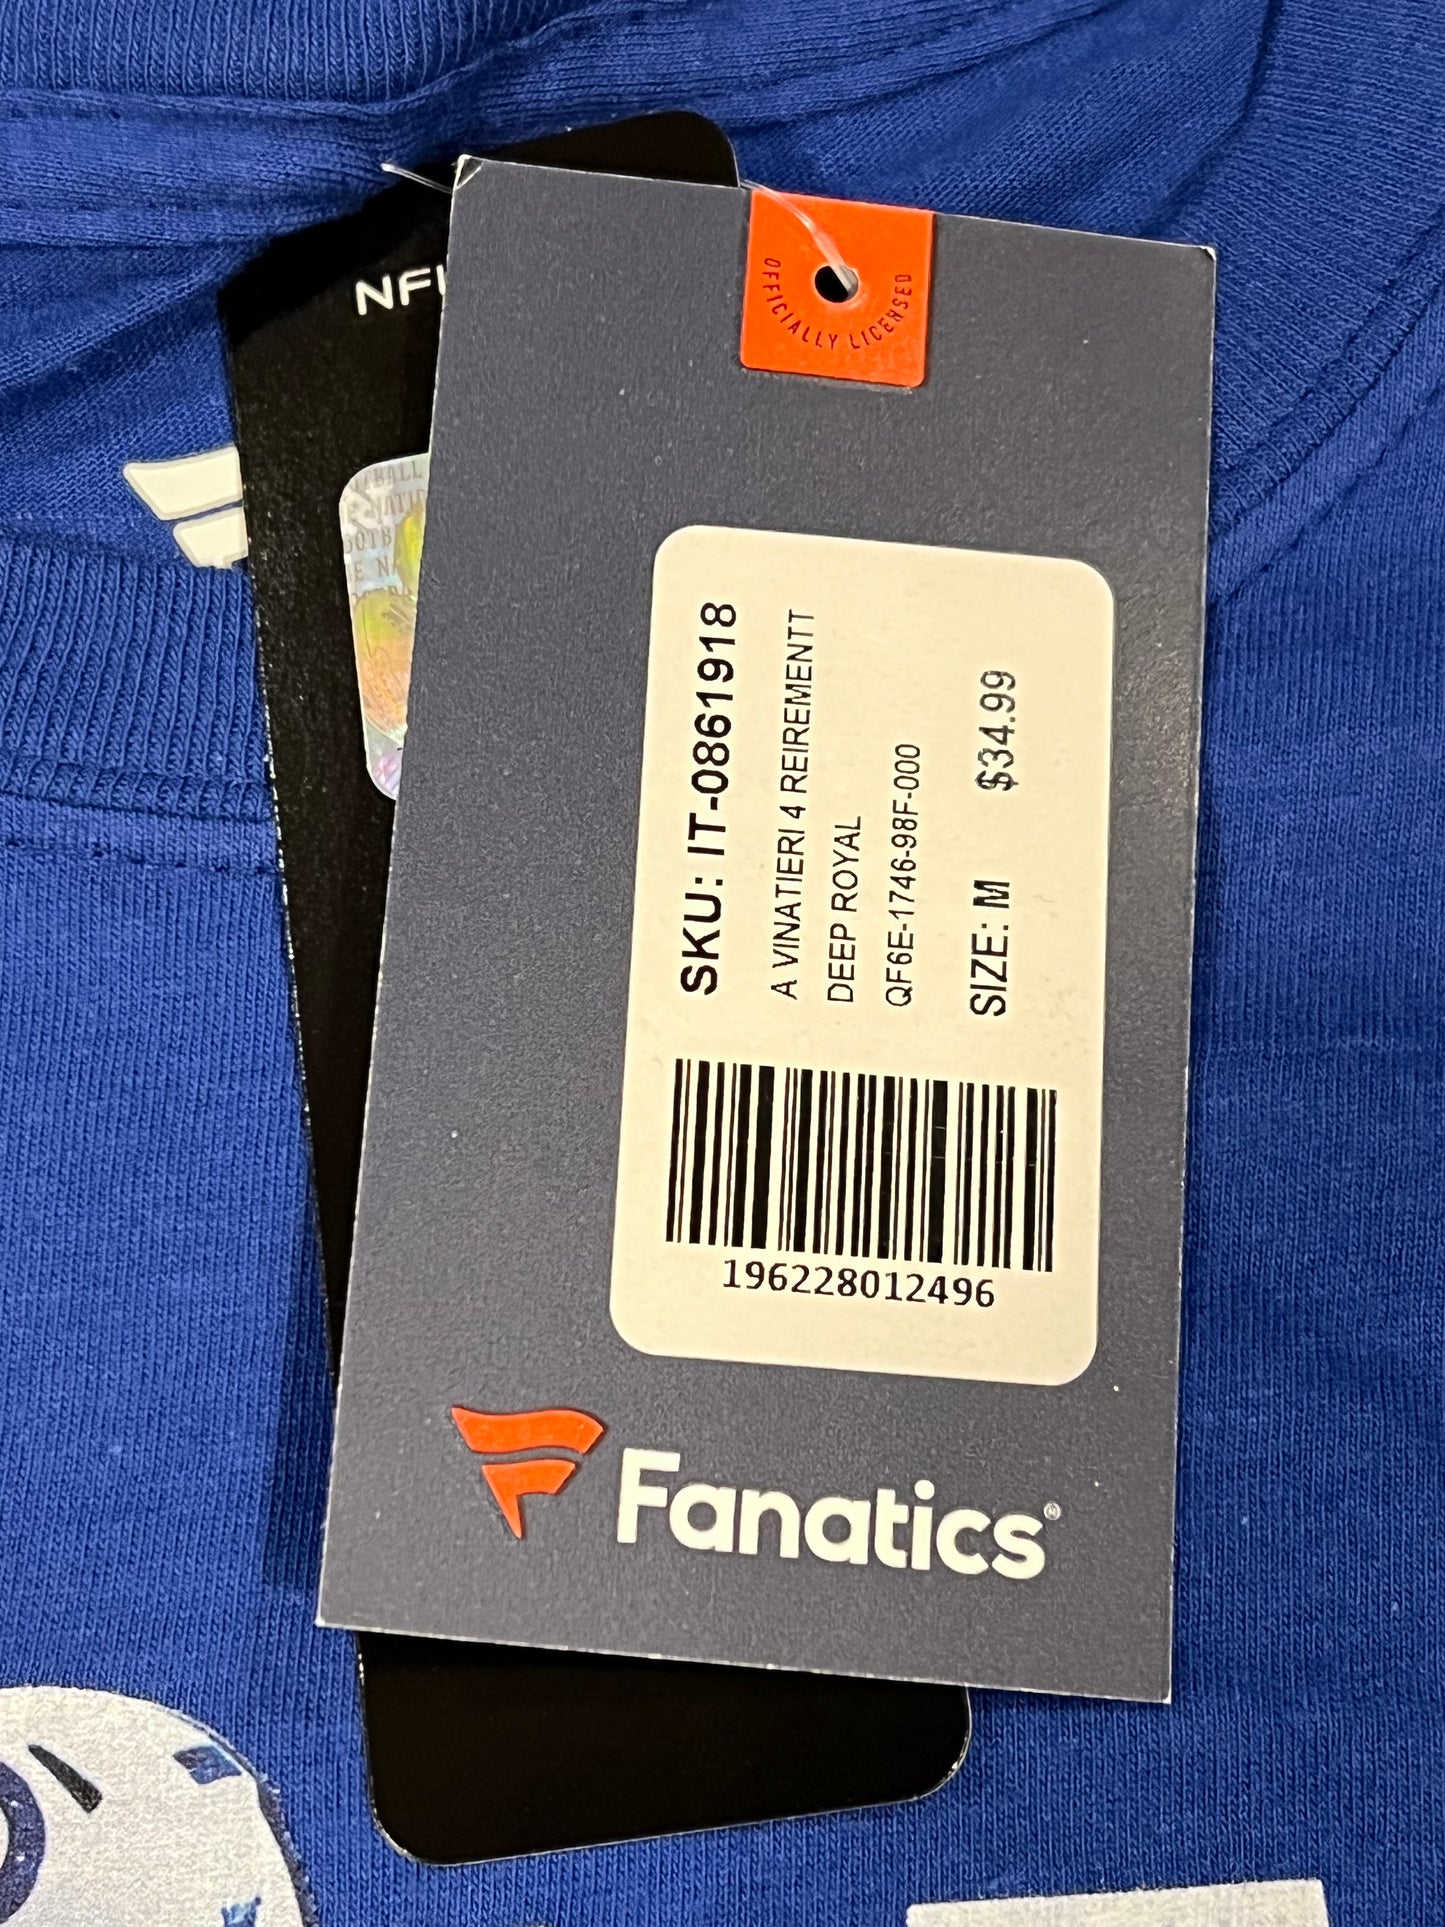 NFL
OFFICIALLY LICENSED
SKU: IT-0861918
A VINATIERI 4 REIREMENTT
DEEP ROYAL
QF6E-1746-98F-000
SIZE: M $34.99
196228012496
Fanatics®